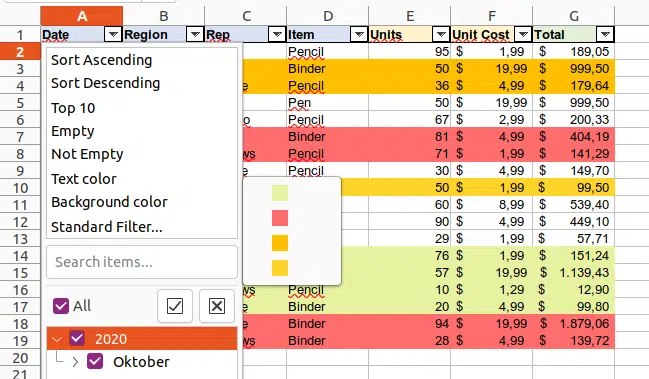 A B C D E F G
1 Date Region Rep Item Units Unit Cost Total
2 Pencil 95 $ 1,99 $ 189,05
3 Binder 50 $ 19,99 $ 999,50
4 e Pencil 36 $ 4,99 $ 179,64
5 Pen 50 $ 19,99 $ 999,50
6 o Pencil 67 $ 2,99 $ 200,33
7 Binder 81 $ 4,99 $ 404,19
8 ws Pencil 71 $ 1,99 $ 141,29
9 e Pencil 30 $ 4,99 $ 149,70
10 50 $ 1,99 $ 99,50
11 60 $ 8,99 $ 539,40
12 90 $ 4,99 $ 449,10
13 29 $ 1,99 $ 57,71
14 76 $ 1,99 $ 151,24
15 57 $ 19,99 $ 1.139,43
16 ws Pencil 10 $ 1,29 $ 12,90
17 e Binder 20 $ 4,99 $ 99,80
18 e Binder 94 $ 19,99 $ 1.879,06
19 ws Binder 28 $ 4,99 $ 139,72
20
21
Sort Ascending
Sort Descending
Top 10
Empty
Not Empty
Text color
Background color
Standard Filter...
Search items...
All
2020
Oktober